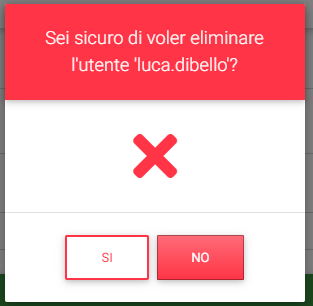 Sei sicuro di voler eliminare
l'utente 'luca.dibello'?
SI
NO